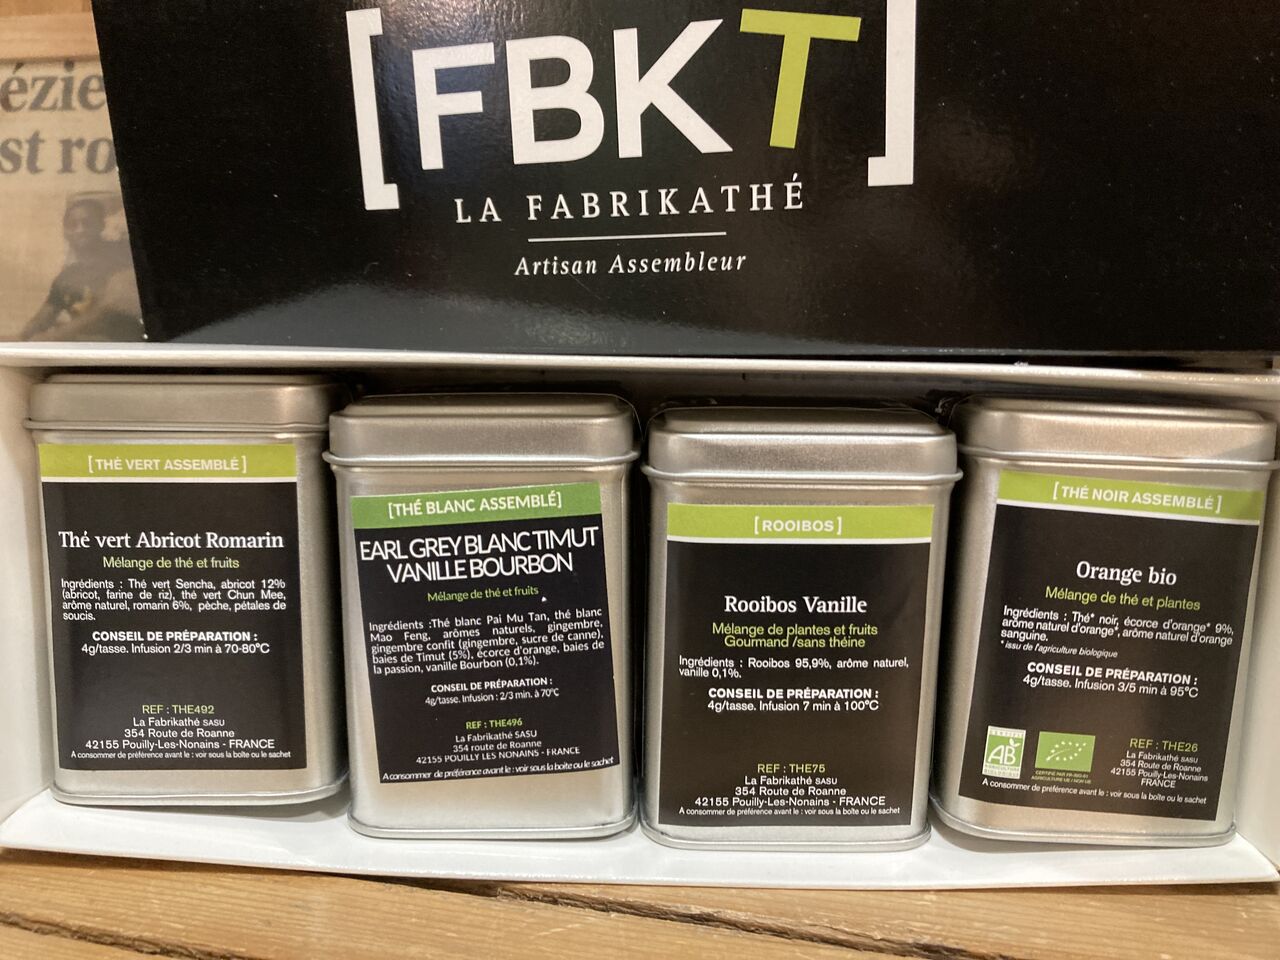 ézie
st ro
[FBKT]
LA FABRIKATHÉ
Artisan Assembleur
[THÉ VERT ASSEMBLÉ]
Thé vert Abricot Romarin
Mélange de thé et fruits
Ingrédients : Thé vert Sencha, abricot 12%
(abricot, farine de riz), thé vert Chun Mee,
arôme naturel, romarin 6%, pèche, pétales de
soucis.
CONSEIL DE PRÉPARATION :
4g/tasse. Infusion 2/3 min à 70-80°C
REF : THE492
La Fabrikathé SASU
354 Route de Roanne
42155 Pouilly-Les-Nonains - FRANCE
A consommer de préférence avant le : voir sous la boîte ou le sachet
[THÉ BLANC ASSEMBLÉ]
EARL GREY BLANC TIMUT
VANILLE BOURBON
Mélange de thé et fruits
Ingrédients :Thé blanc Pai Mu Tan, thé blanc
Mao Feng, arômes naturels, gingembre,
gingembre confit (gingembre, sucre de canne),
baies de Timut (5%), écorce d'orange, baies de
la passion, vanille Bourbon (0,1%).
CONSEIL DE PRÉPARATION :
4g/tasse. Infusion : 2/3 min. à 70°C
REF : THE496
La Fabrikathé SASU
354 route de Roanne
42155 POUILLY LES NONAINS - FRANCE
A consommer de préférence avant le : voir sous la boîte ou le sachet
[ROOIBOS]
Rooibos Vanille
Mélange de plantes et fruits
Gourmand /sans théine
Ingrédients : Rooibos 95,9%, arôme naturel,
vanille 0,1%.
CONSEIL DE PRÉPARATION :
4g/tasse. Infusion 7 min à 100°C
REF : THE75
La Fabrikathé SASU
354 Route de Roanne
42155 Pouilly-Les-Nonains - FRANCE
A consommer de préférence avant le : voir sous la boîte ou le sachet
[THÉ NOIR ASSEMBLÉ]
Orange bio
Mélange de thé et plantes
Ingrédients : Thé* noir, écorce d'orange* 9%,
arôme naturel d'orange*, arôme naturel d'orange
sanguine.
* issu de l'agriculture biologique
CONSEIL DE PRÉPARATION :
4g/tasse. Infusion 3/5 min à 95°C
CERTIFIÉ
AB
AGRICULTURE
BIOLOGIQUE
CERTIFIÉ PAR FR-BIO-01
AGRICULTURE UE / NON UE
REF : THE26
La Fabrikathé SASU
354 Route de Roanne
42155 Pouilly-Les-Nonains
FRANCE
A consommer de préférence avant le : voir sous la boîte ou le sachet